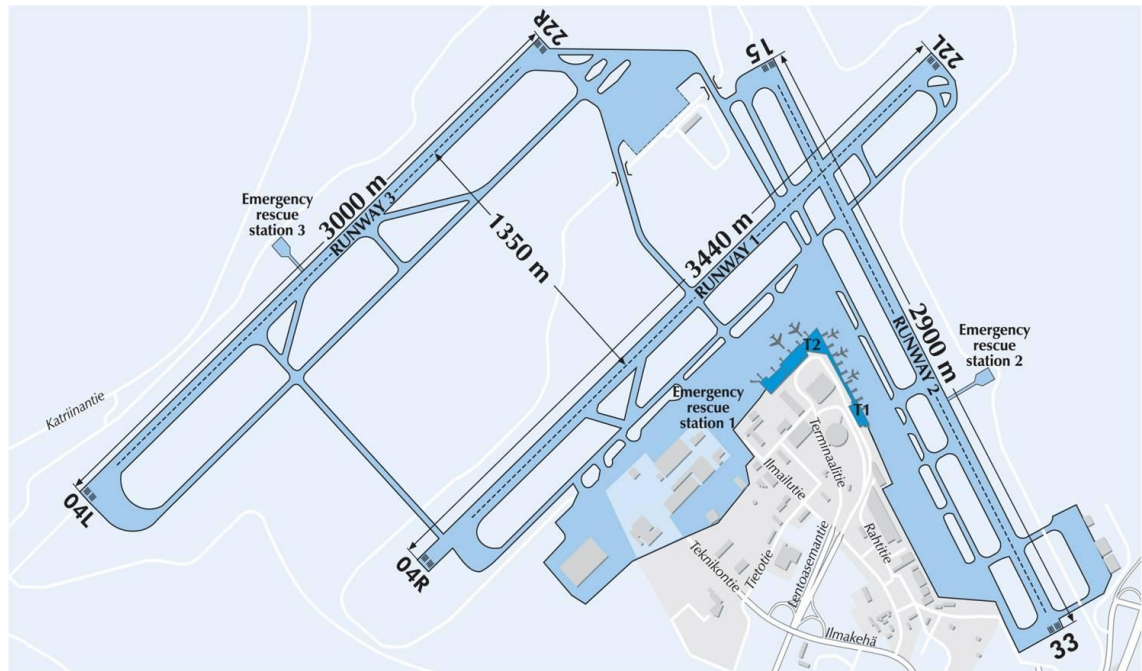 22R
15
22L
Emergency
rescue
station 3
3000 m
RUNWAY 3
1350 m
3440 m
RUNWAY 1
2900 m
RUNWAY 2
Emergency
rescue
station 2
T2
T1
Emergency
rescue
station 1
Katriinantie
04L
04R
Terminaalitie
Ilmailutie
Rahtitie
Teknikontie
Tietotie
Lentoasemantie
Ilmakehä
33